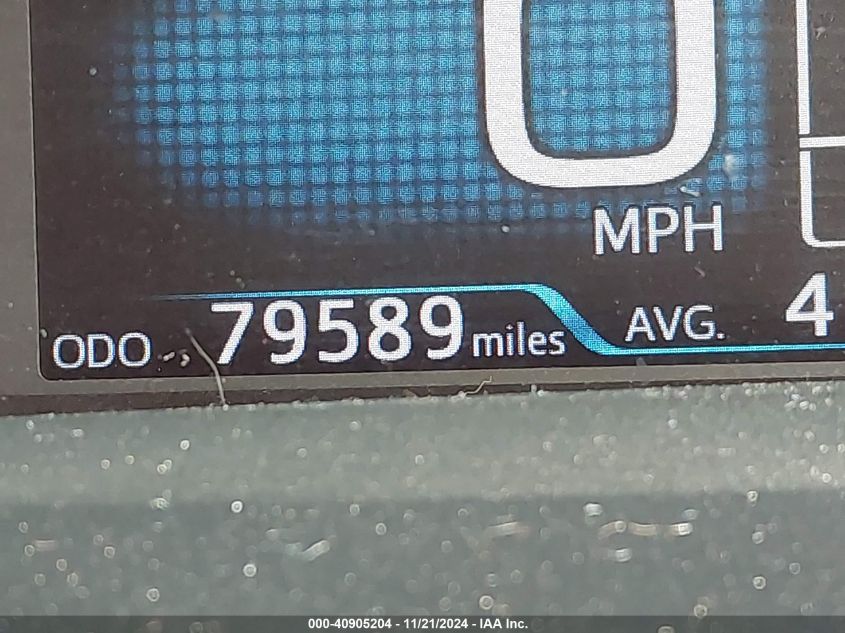 0
MPH
ODO 79589 miles AVG. 4
000-40905204 - 11/21/2024 - IAA Inc.